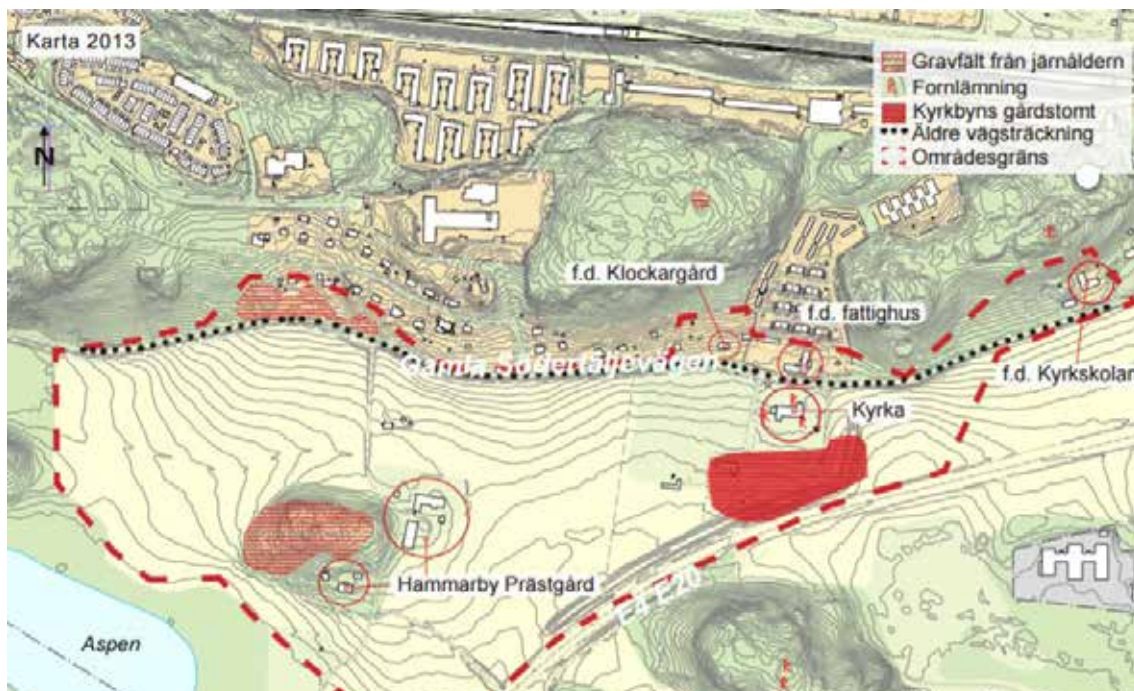 Karta 2013
Gravfält från järnåldern
Fornlämning
Kyrkbyns gårdstomt
Äldre vägsträckning
Områdesgräns
N
f.d. Klockargård
f.d. fattighus
Gamla Södertäljevägen
f.d. Kyrkskolan
Kyrka
Hammarby Prästgård
E4 E20
Aspen